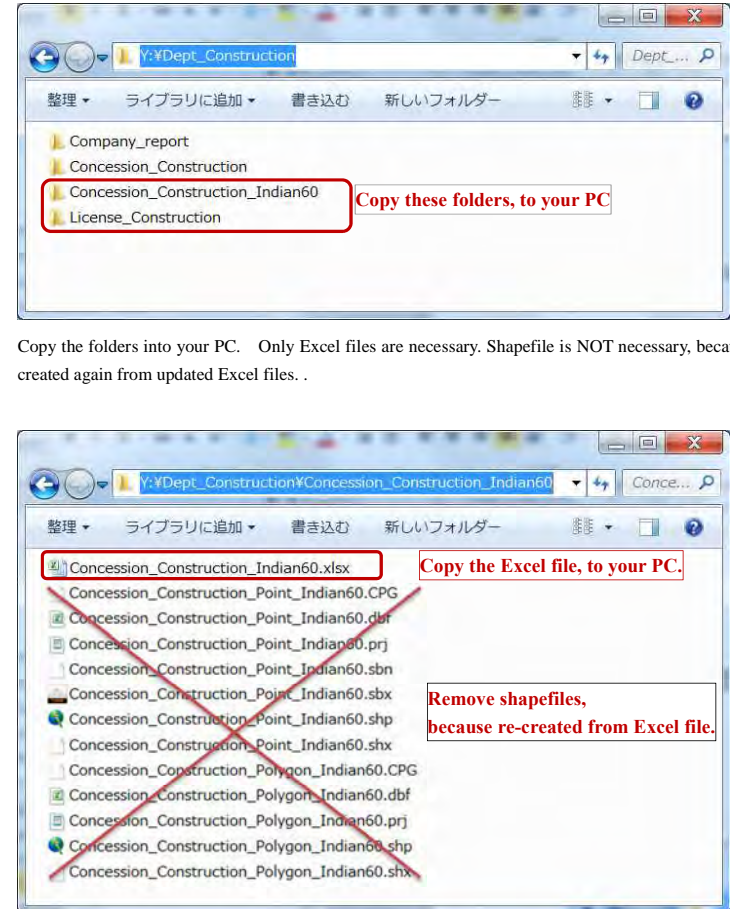 Y:¥Dept_Construction
Dept_...
整理 ライブラリに追加 書き込む 新しいフォルダー
Company_report
Concession_Construction
Concession_Construction_Indian60
License_Construction
Copy these folders, to your PC
Copy the folders into your PC. Only Excel files are necessary. Shapefile is NOT necessary, beca
created again from updated Excel files. .
Y:¥Dept_Construction¥Concession_Construction_Indian60
Conce...
整理 ライブラリに追加 書き込む 新しいフォルダー
Concession_Construction_Indian60.xlsx
Copy the Excel file, to your PC.
Concession_Construction_Point_Indian60.CPG
Concession_Construction_Point_Indian60.dbf
Concession_Construction_Point_Indian60.prj
Concession_Construction_Point_Indian60.sbn
Concession_Construction_Point_Indian60.sbx
Concession_Construction_Point_Indian60.shp
Concession_Construction_Point_Indian60.shx
Concession_Construction_Polygon_Indian60.CPG
Concession_Construction_Polygon_Indian60.dbf
Concession_Construction_Polygon_Indian60.prj
Concession_Construction_Polygon_Indian60.shp
Concession_Construction_Polygon_Indian60.shx
Remove shapefiles,
because re-created from Excel file.